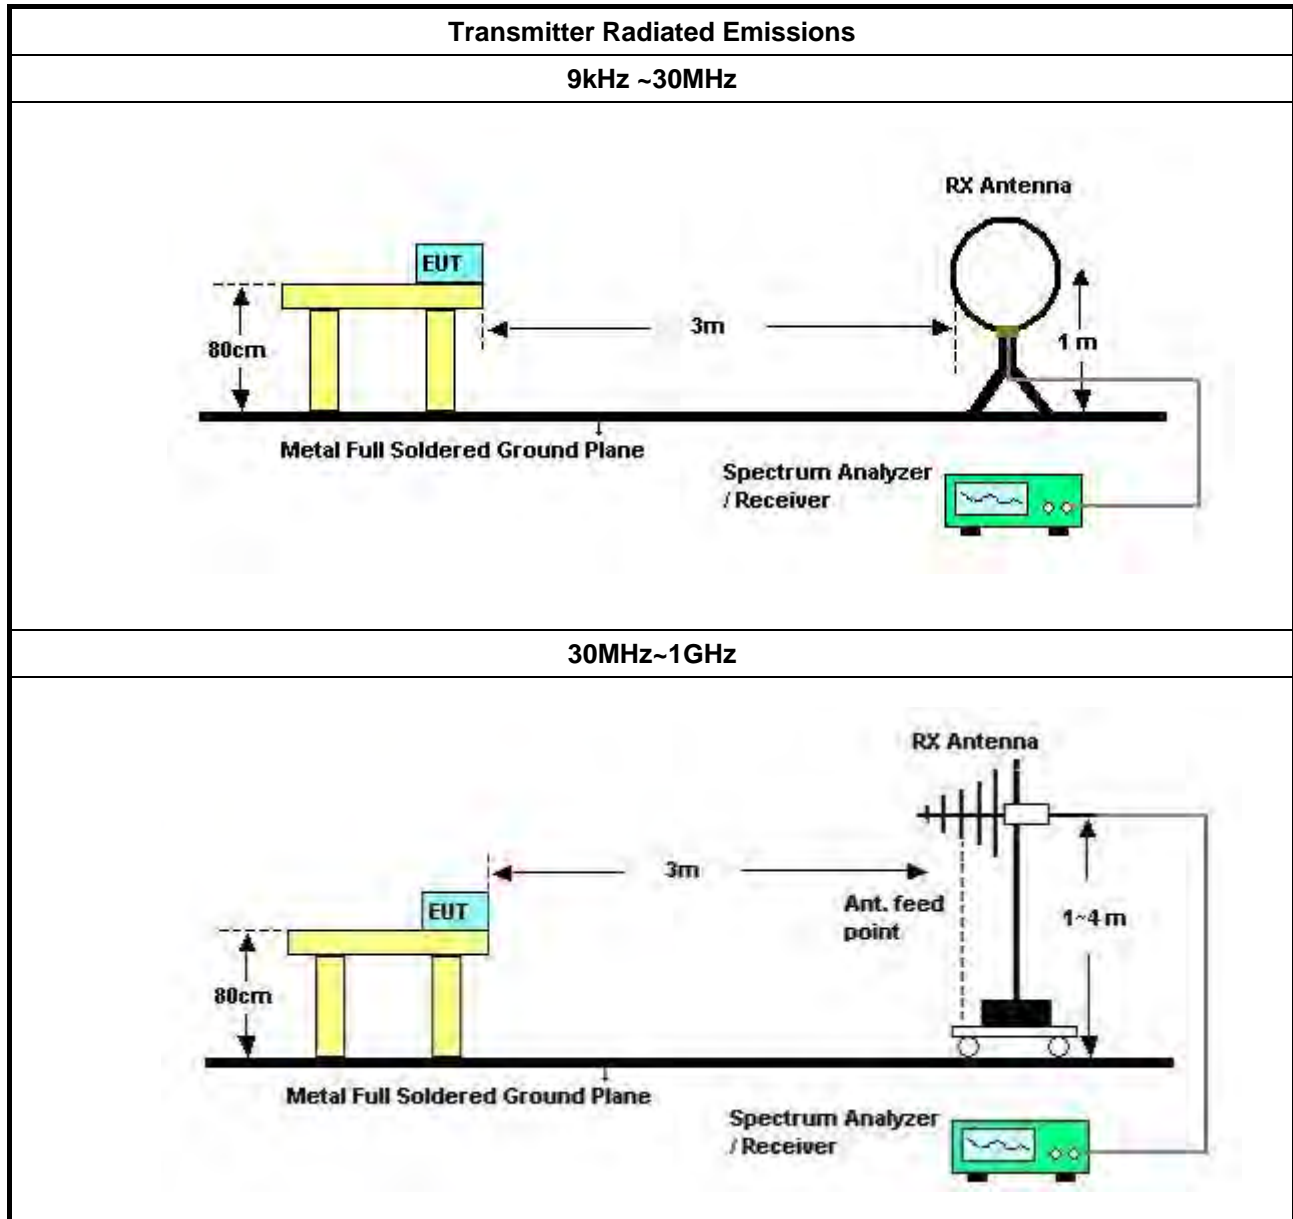 Transmitter Radiated Emissions
9kHz ~30MHz
RX Antenna
EUT
3m
80cm
1 m
Metal Full Soldered Ground Plane
Spectrum Analyzer
/ Receiver
30MHz~1GHz
RX Antenna
3m
EUT
Ant. feed
point
1~4 m
80cm
Metal Full Soldered Ground Plane
Spectrum Analyzer
/ Receiver